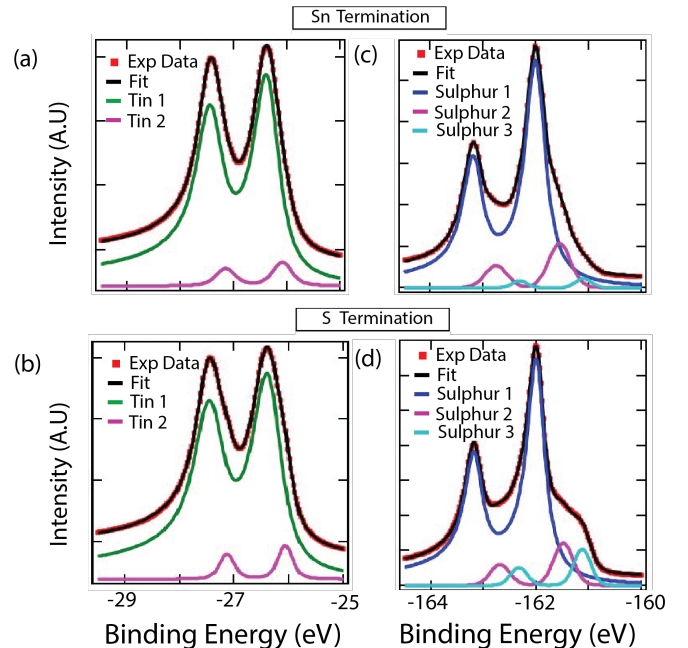 Sn Termination
(a)
Exp Data
Fit
Tin 1
Tin 2
Intensity (A.U)
(c)
Exp Data
Fit
Sulphur 1
Sulphur 2
Sulphur 3
S Termination
(b)
Exp Data
Fit
Tin 1
Tin 2
Intensity (A.U)
-29
-27
-25
Binding Energy (eV)
(d)
Exp Data
Fit
Sulphur 1
Sulphur 2
Sulphur 3
-164
-162
-160
Binding Energy (eV)